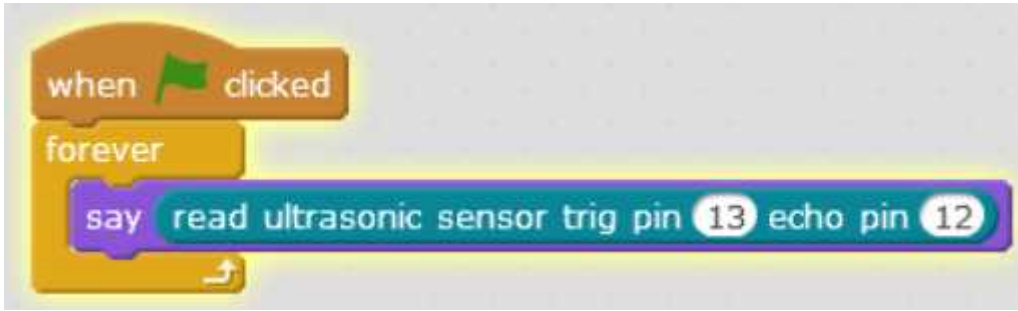 when clicked
forever
say read ultrasonic sensor trig pin 13 echo pin 12